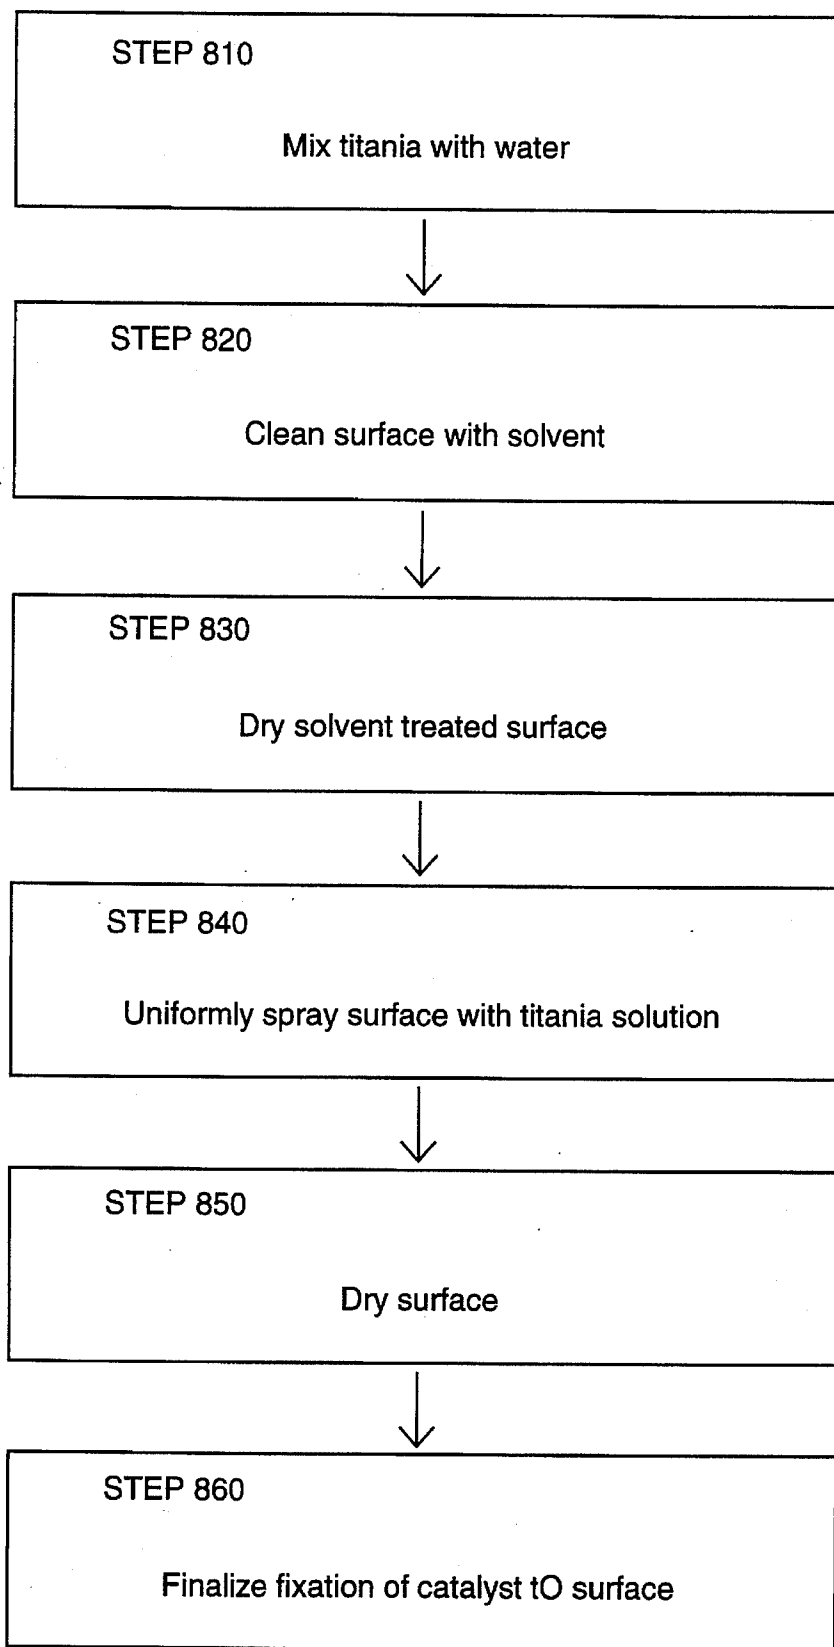 STEP 810
Mix titania with water
STEP 820
Clean surface with solvent
STEP 830
Dry solvent treated surface
STEP 840
Uniformly spray surface with titania solution
STEP 850
Dry surface
STEP 860
Finalize fixation of catalyst tO surface